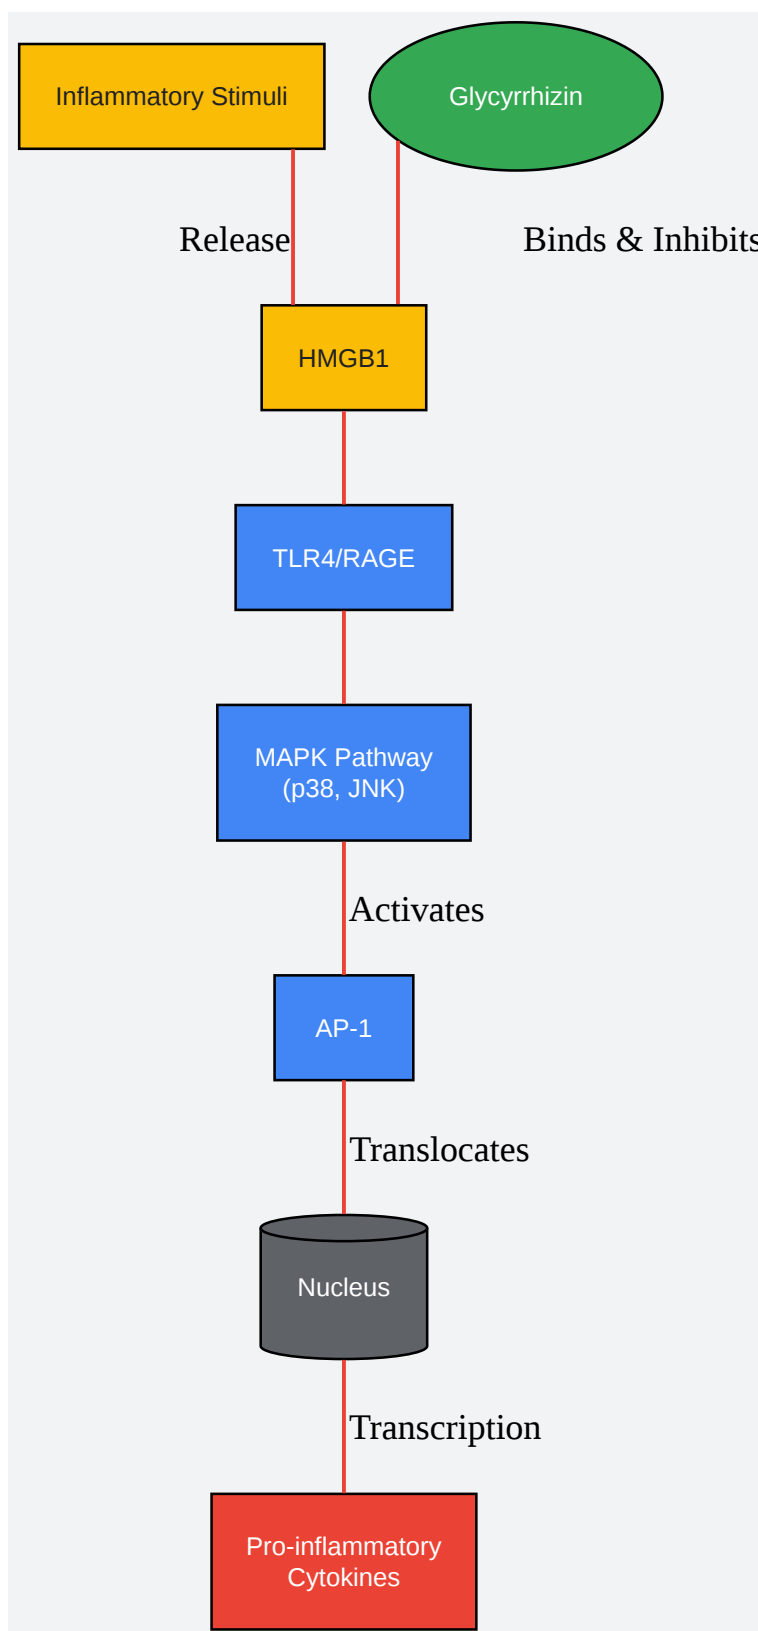 Inflammatory Stimuli
Glycyrrhizin
Release
Binds & Inhibits
HMGB1
TLR4/RAGE
MAPK Pathway
(p38, JNK)
Activates
AP-1
Translocates
Nucleus
Transcription
Pro-inflammatory
Cytokines